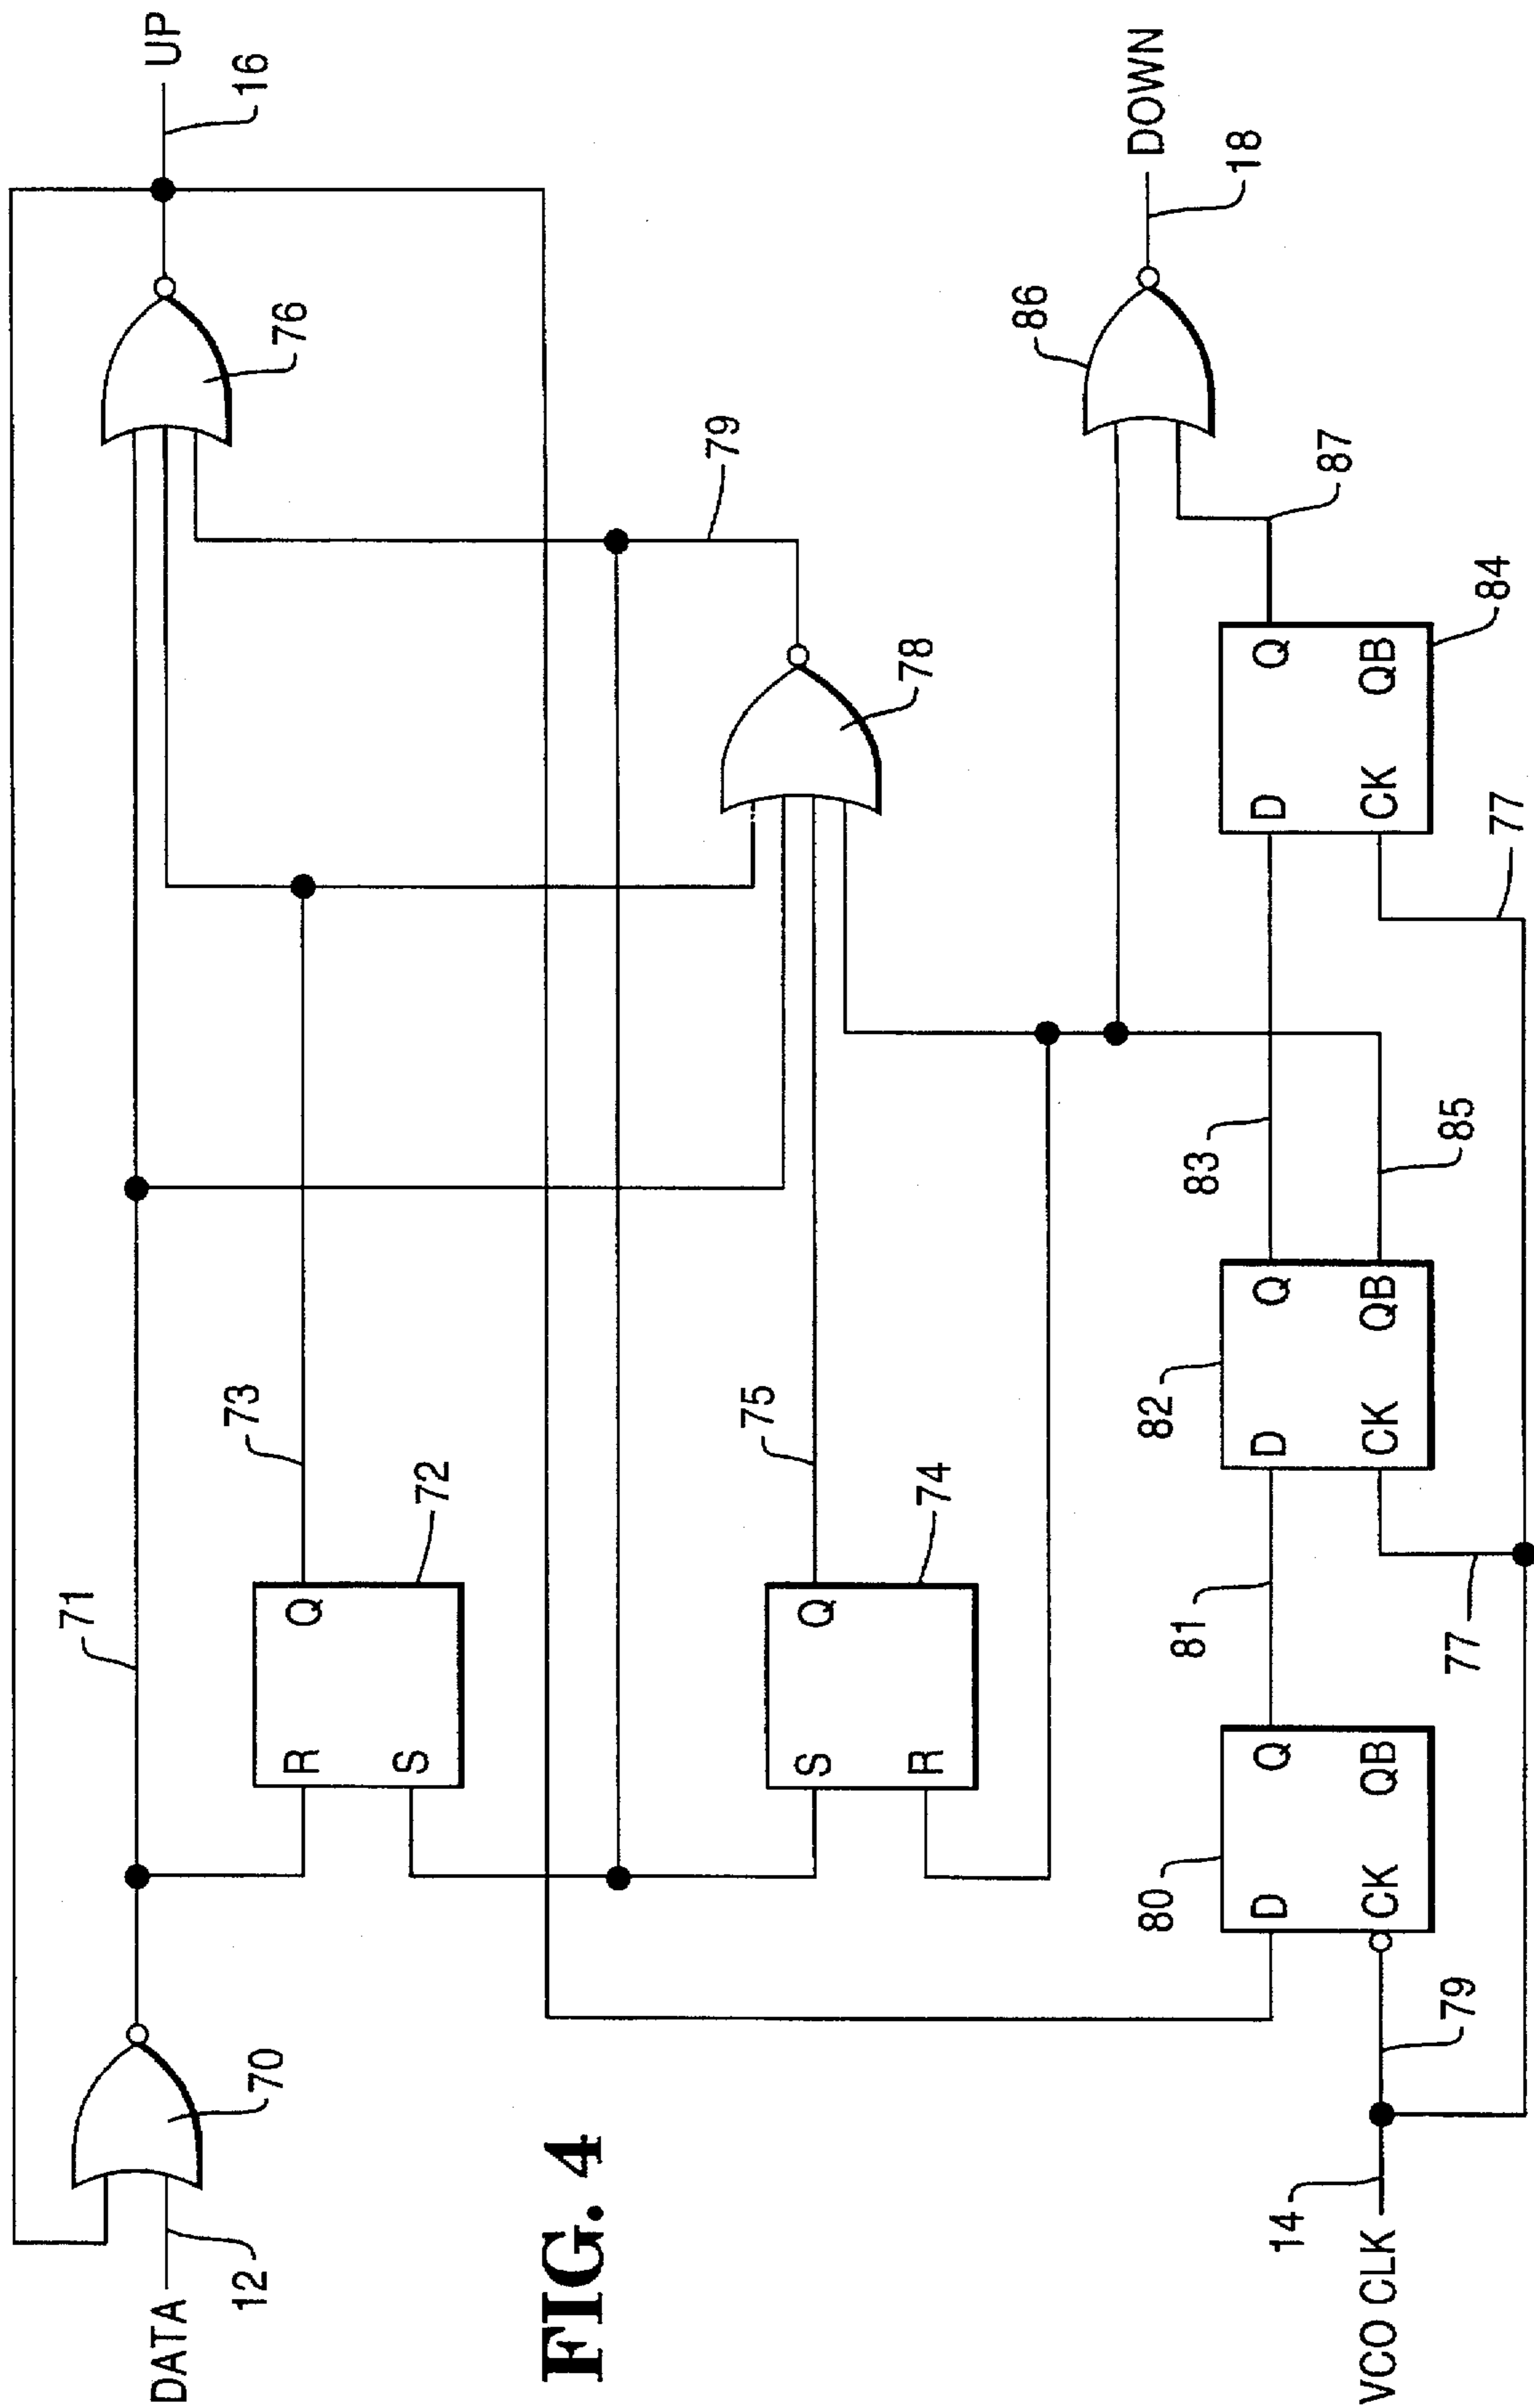 UP
16
76
71
70
DATA
12
73
R
Q
S
72
79
78
75
S
Q
R
74
DOWN
18
86
87
FIG. 4
85
83
84
D
Q
CK
QB
77
82
D
Q
CK
QB
77
81
80
D
Q
CK
QB
79
14
VCO CLK